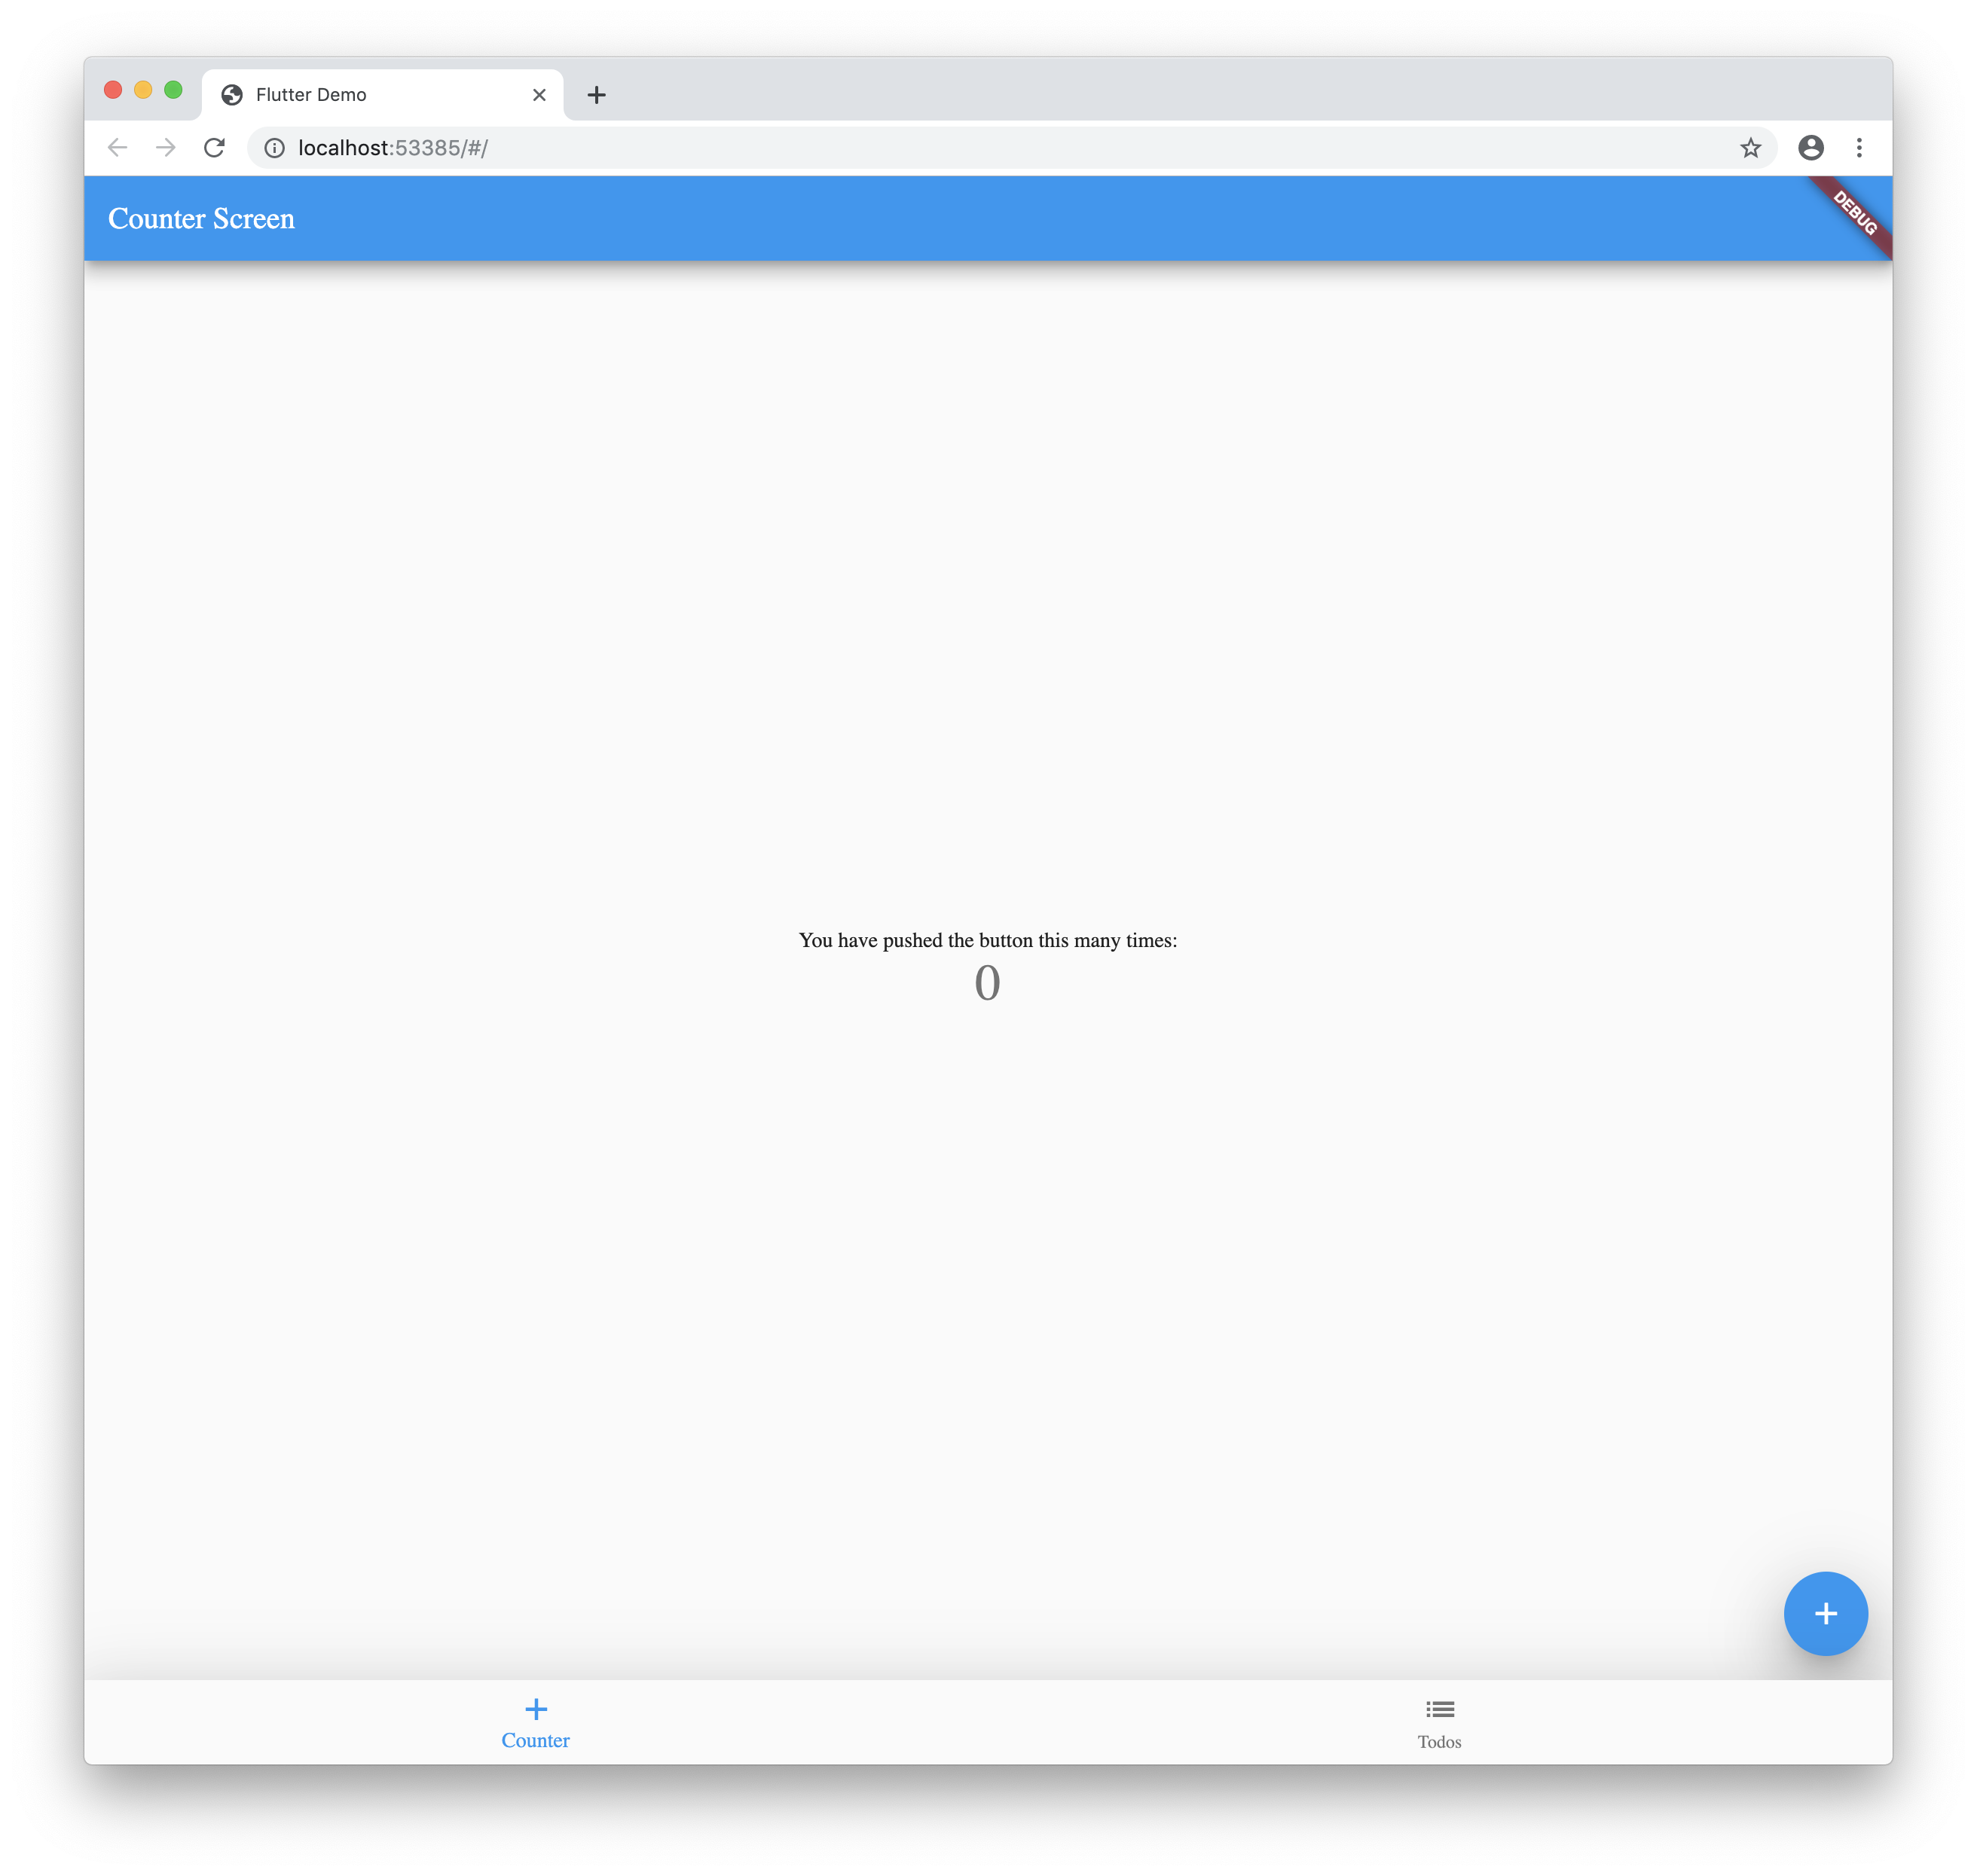 Flutter Demo
localhost:53385/#/
Counter Screen
DEBUG
You have pushed the button this many times:
0
Counter
Todos